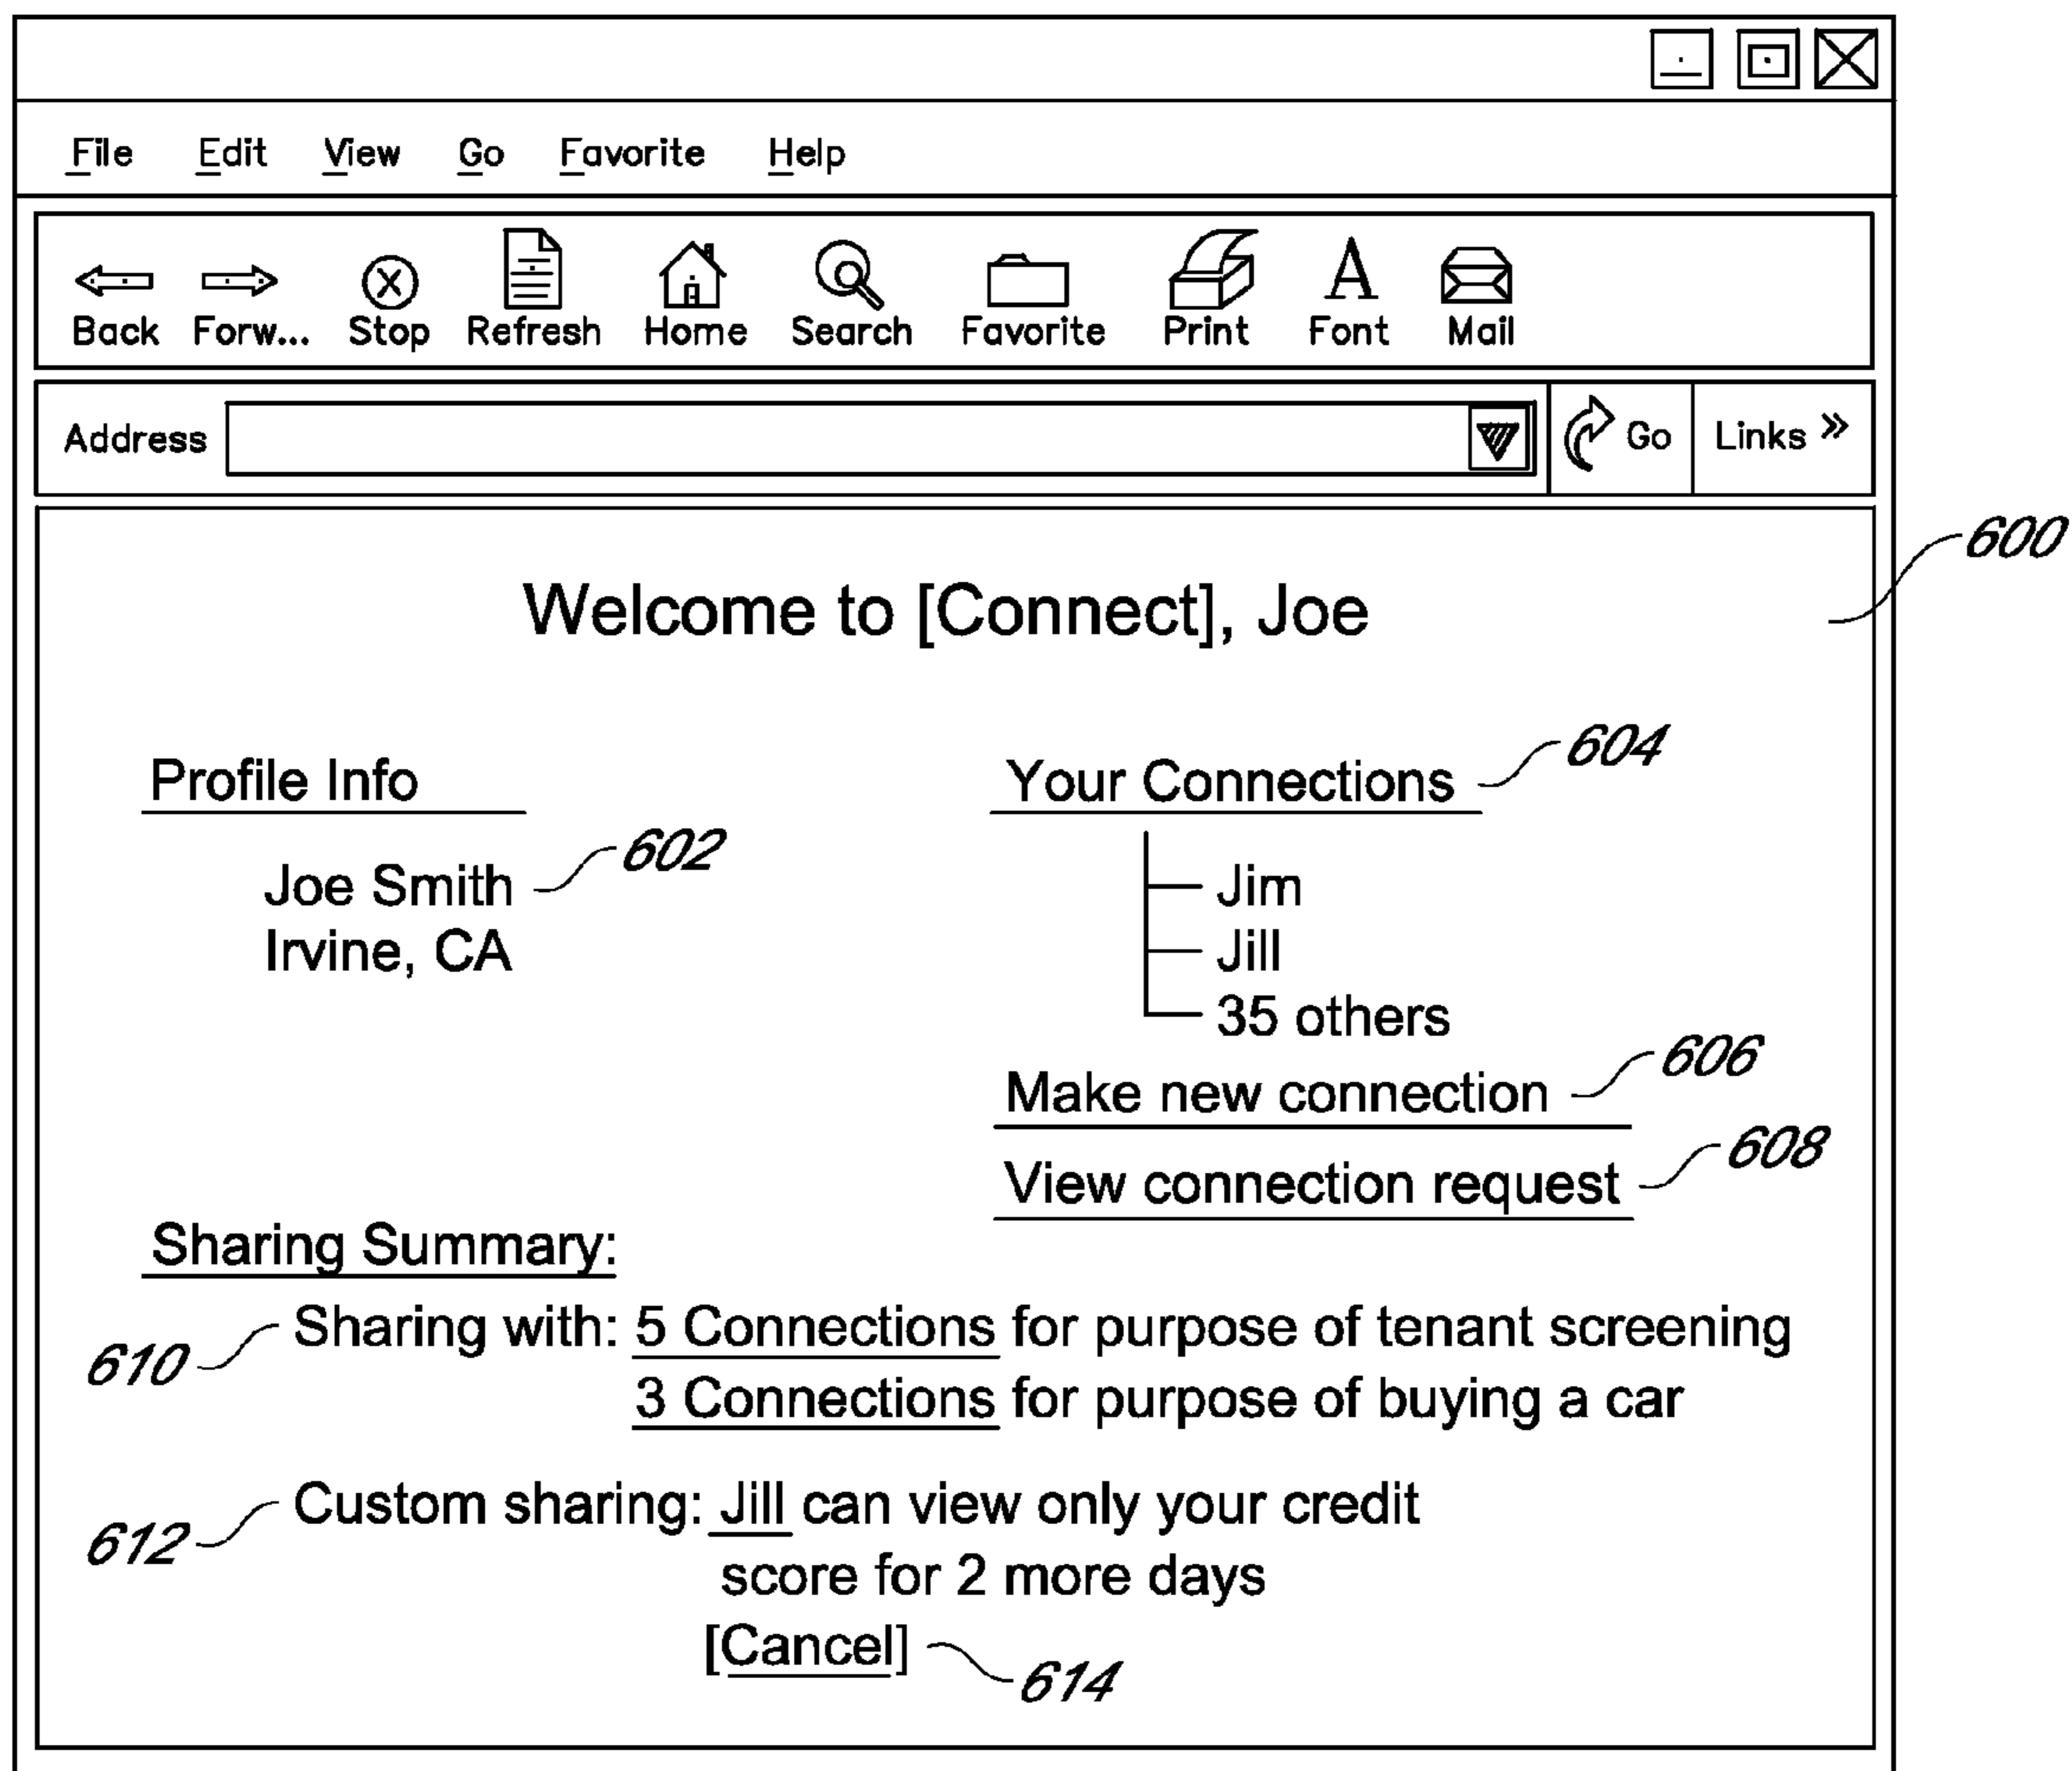 File Edit View Go Favorite Help
Back Forw... Stop Refresh Home Search Favorite Print Font Mail
Address Go Links »
600
Welcome to [Connect], Joe
Profile Info
602
Joe Smith
Irvine, CA
Your Connections 604
Jim
Jill
35 others
Make new connection 606
View connection request 608
Sharing Summary:
610 Sharing with: 5 Connections for purpose of tenant screening
3 Connections for purpose of buying a car
612 Custom sharing: Jill can view only your credit
score for 2 more days
[Cancel] 614